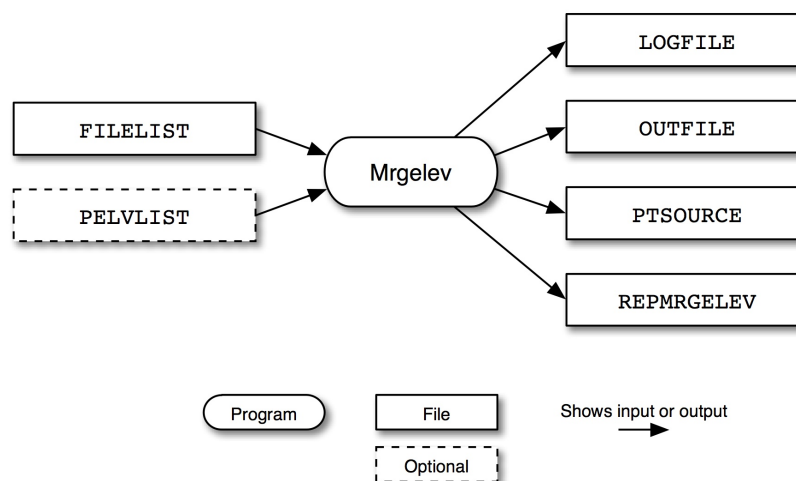 LOGFILE
FILELIST
OUTFILE
Mrgelev
PELVLIST
PTSOURCE
REPMRGELEV
Program
File
Shows input or output
Optional